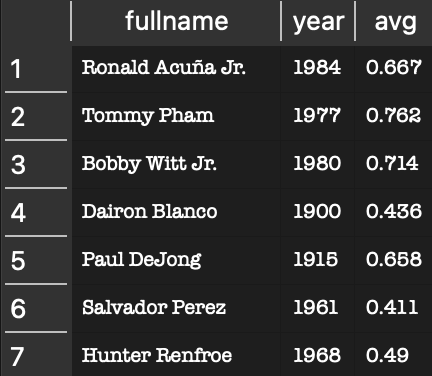 fullname year avg
1 Ronald Acuña Jr. 1984 0.667
2 Tommy Pham 1977 0.762
3 Bobby Witt Jr. 1980 0.714
4 Dairon Blanco 1900 0.436
5 Paul DeJong 1915 0.658
6 Salvador Perez 1961 0.411
7 Hunter Renfroe 1968 0.49